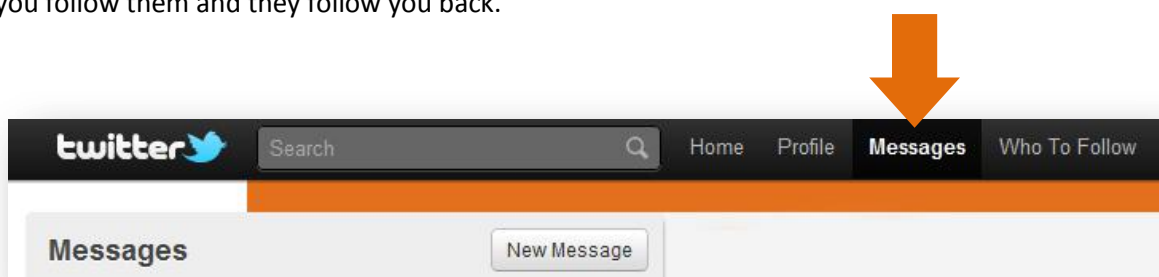 you follow them and they follow you back.
twitter Search Home Profile Messages Who To Follow
Messages New Message